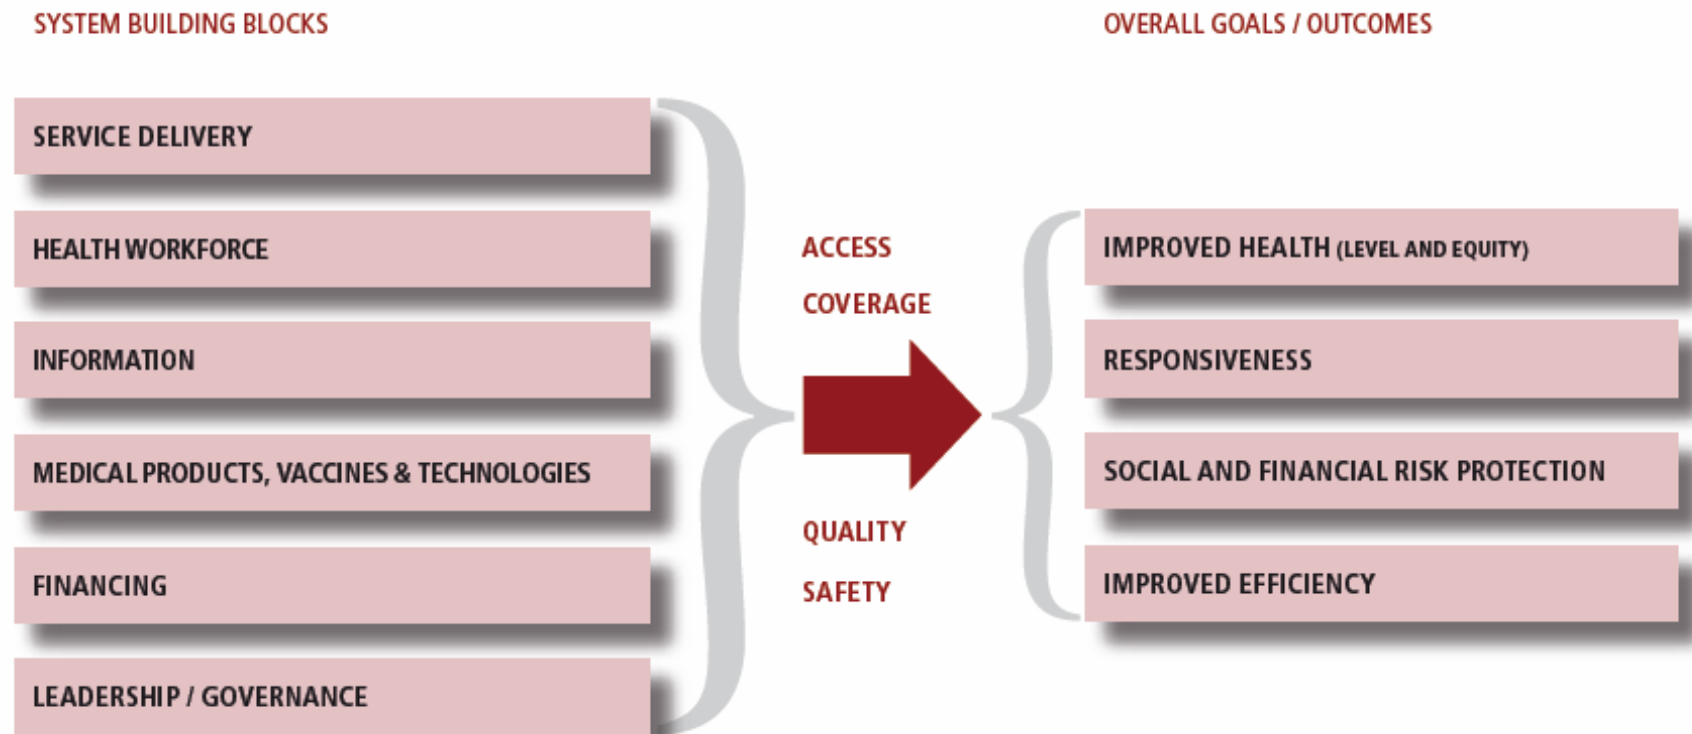 SYSTEM BUILDING BLOCKS
OVERALL GOALS / OUTCOMES
SERVICE DELIVERY
HEALTH WORKFORCE
INFORMATION
MEDICAL PRODUCTS, VACCINES & TECHNOLOGIES
FINANCING
LEADERSHIP / GOVERNANCE
ACCESS
COVERAGE
QUALITY
SAFETY
IMPROVED HEALTH (LEVEL AND EQUITY)
RESPONSIVENESS
SOCIAL AND FINANCIAL RISK PROTECTION
IMPROVED EFFICIENCY